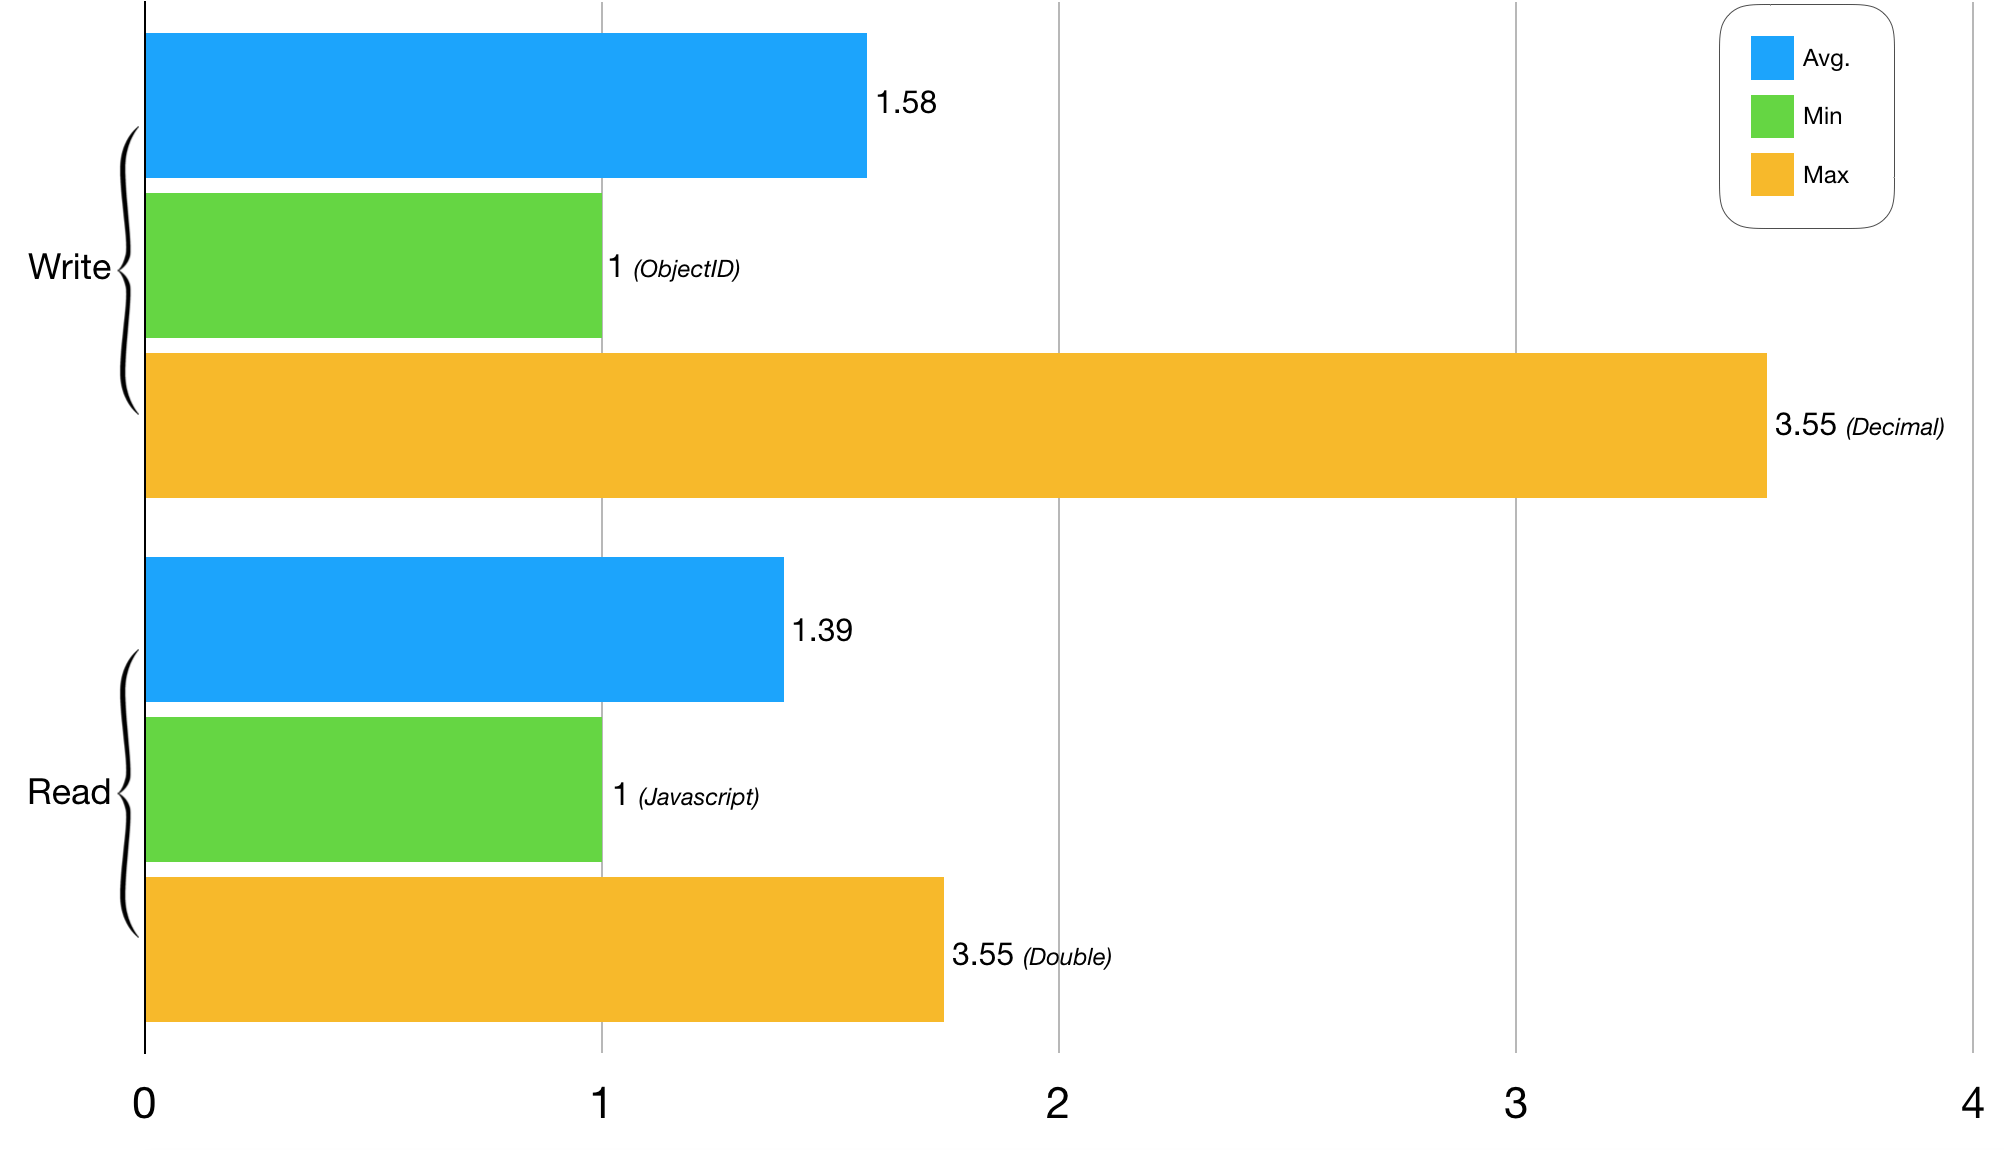 Avg.
Min
Max
Write
1.58
1 (ObjectID)
3.55 (Decimal)
Read
1.39
1 (Javascript)
3.55 (Double)
0 1 2 3 4